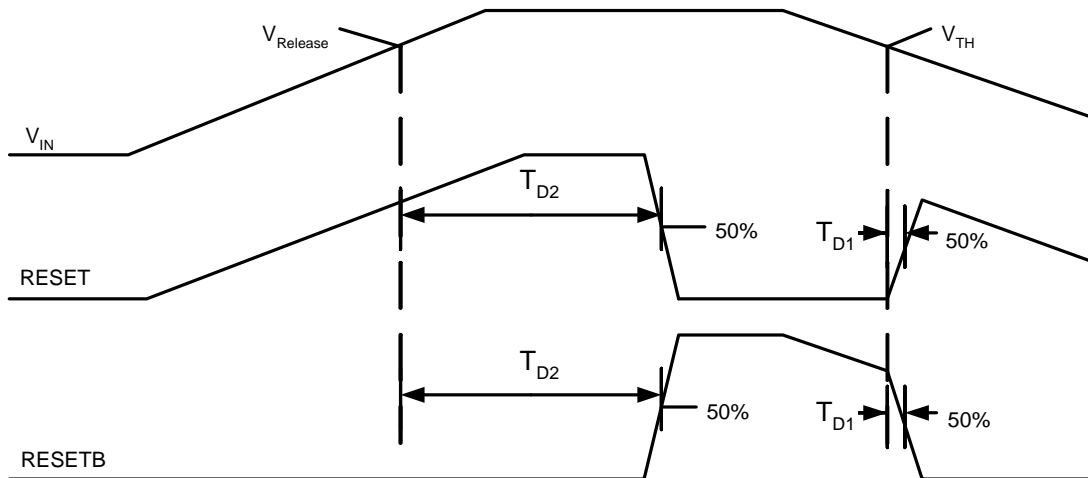 V_Release
V_TH
V_IN
T_D2
50%
T_D1
50%
RESET
T_D2
50%
T_D1
50%
RESETB